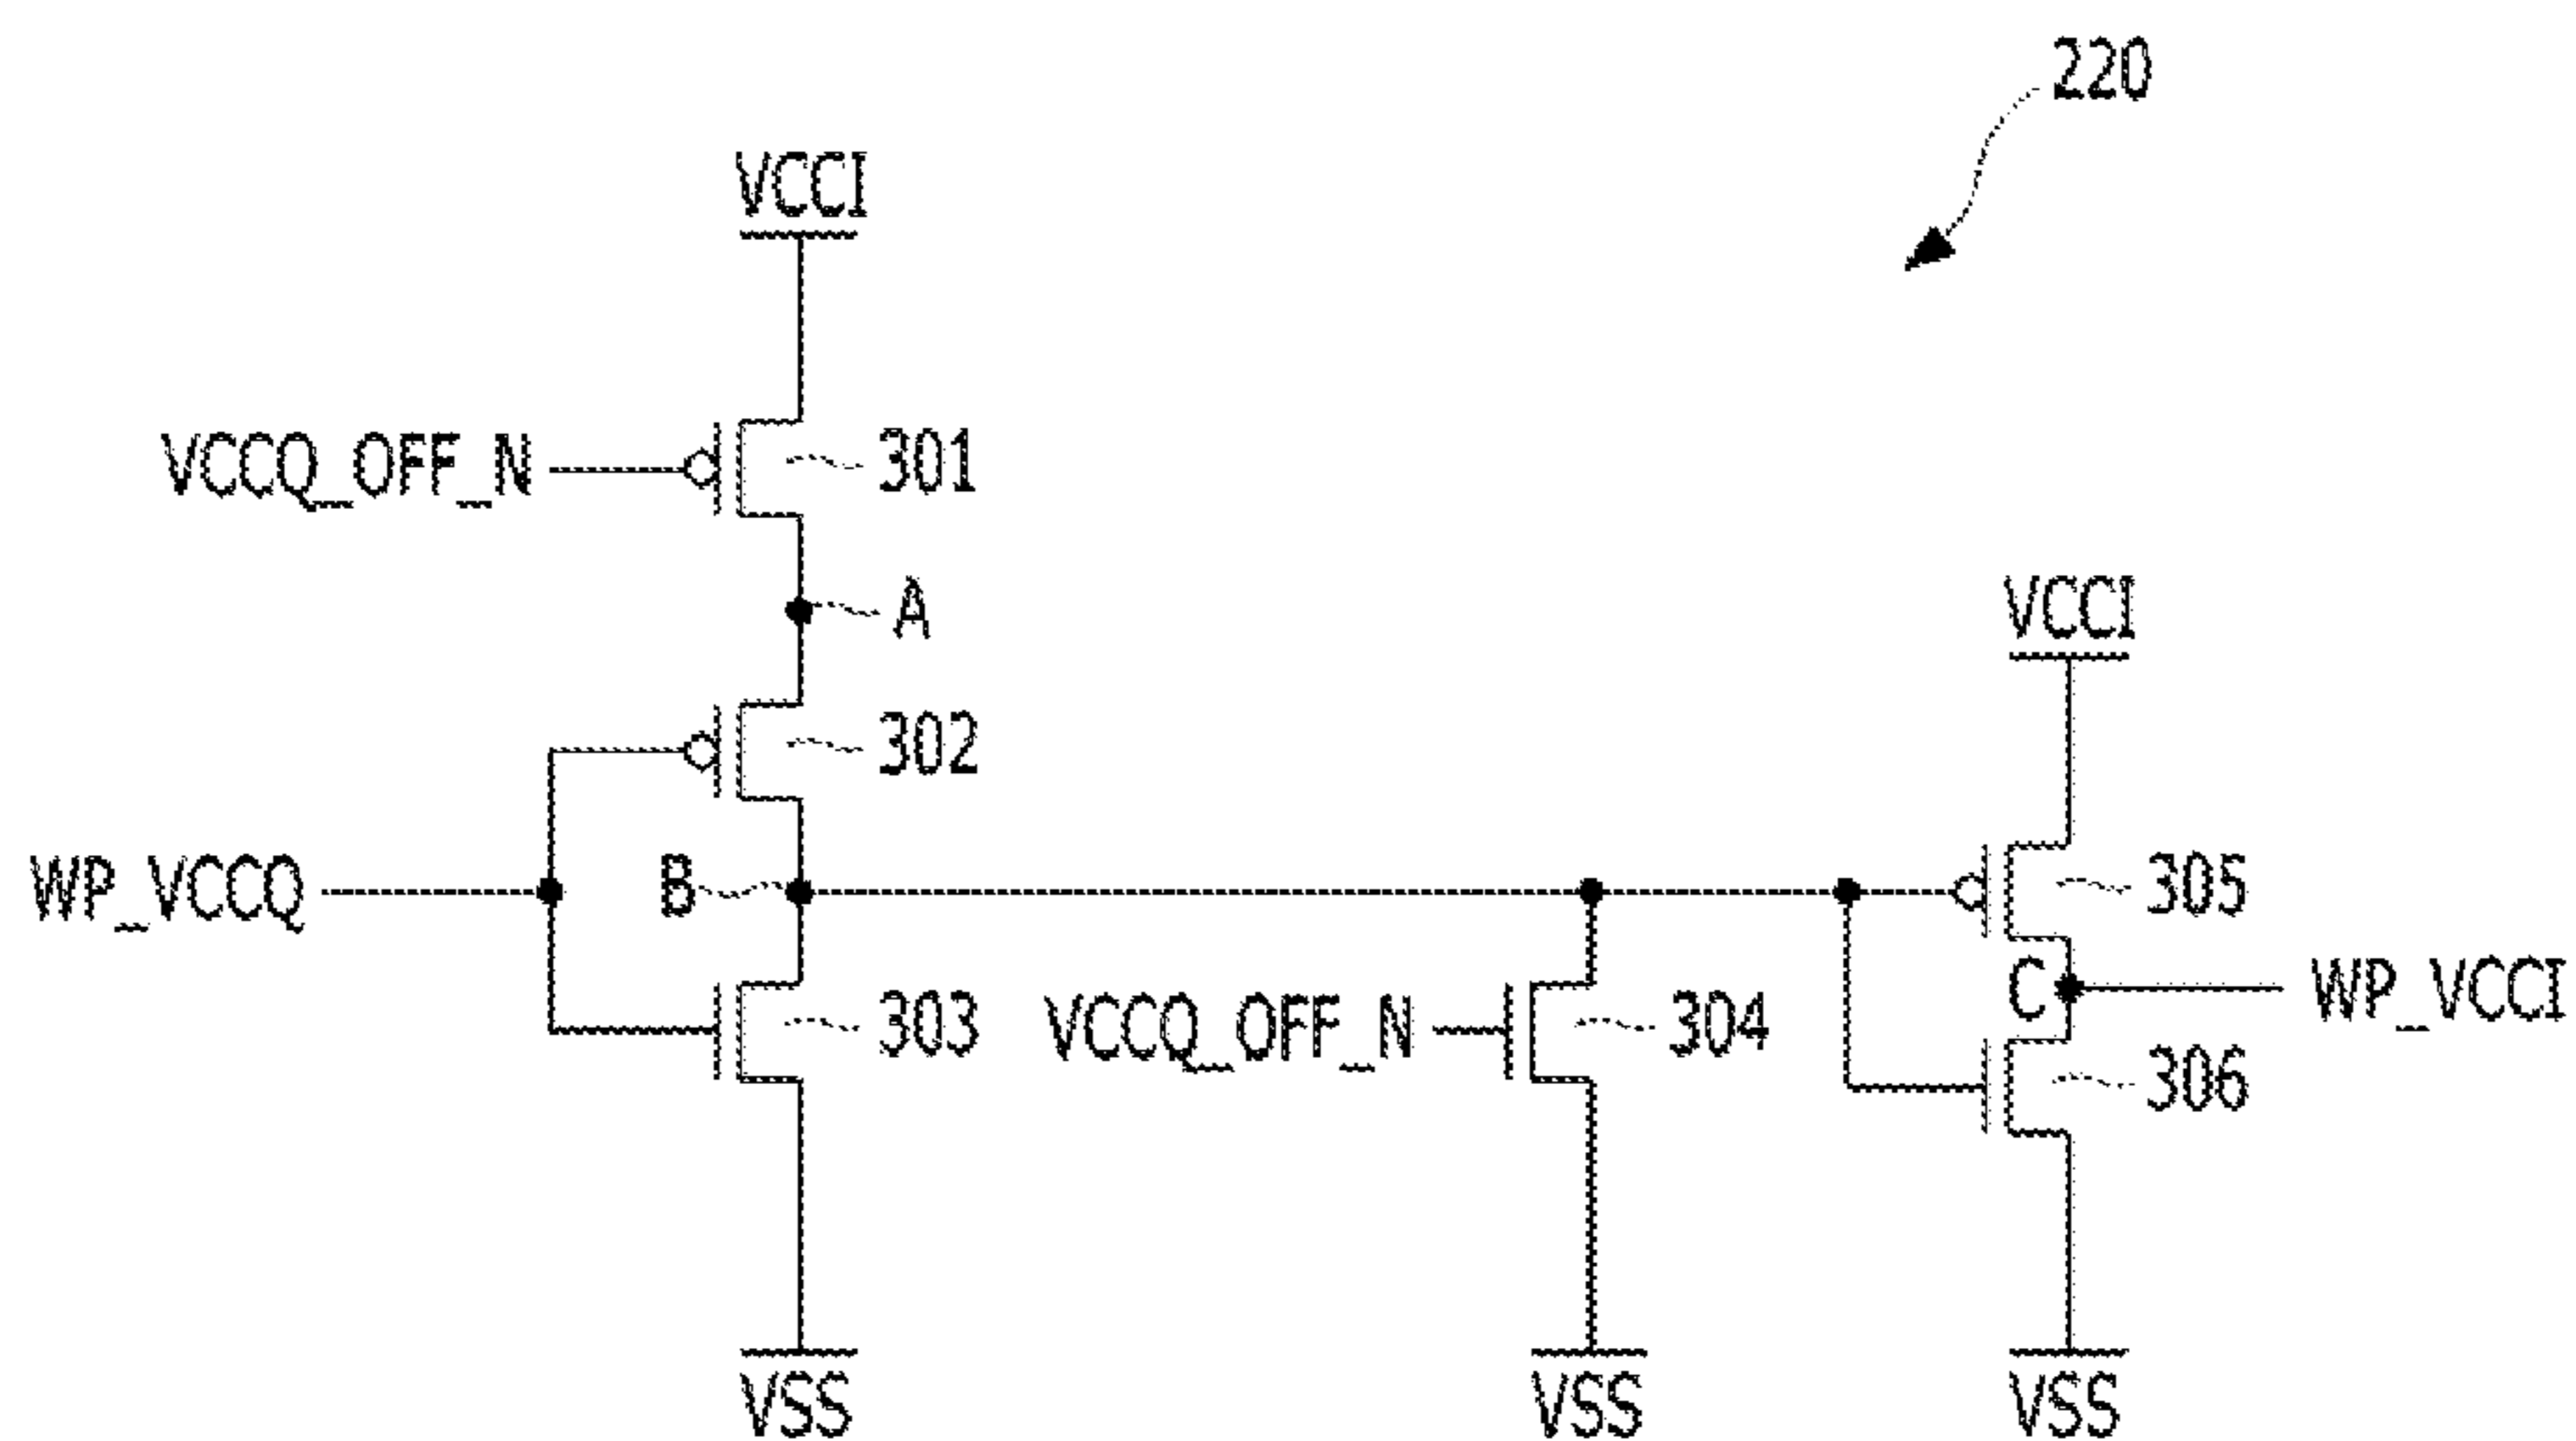 220
VCCI
VCCQ_OFF_N
301
A
VCCI
302
WP_VCCQ
B
305
C
WP_VCCI
303
VCCQ_OFF_N
304
306
VSS
VSS
VSS